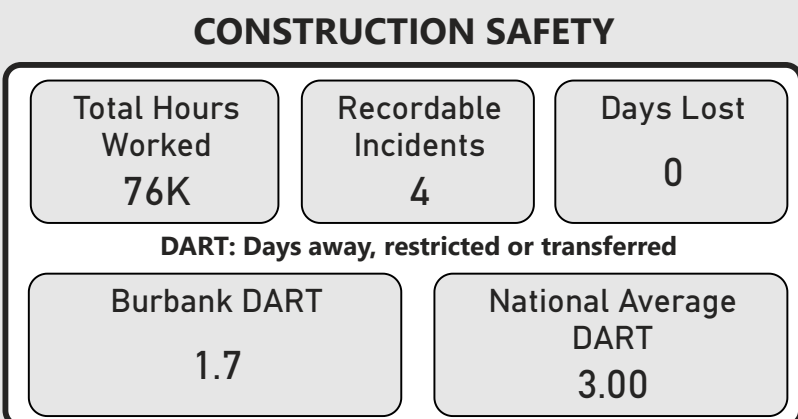 CONSTRUCTION SAFETY
Total Hours
Worked
76K
Recordable
Incidents
4
Days Lost
0
DART: Days away, restricted or transferred
Burbank DART
1.7
National Average
DART
3.00